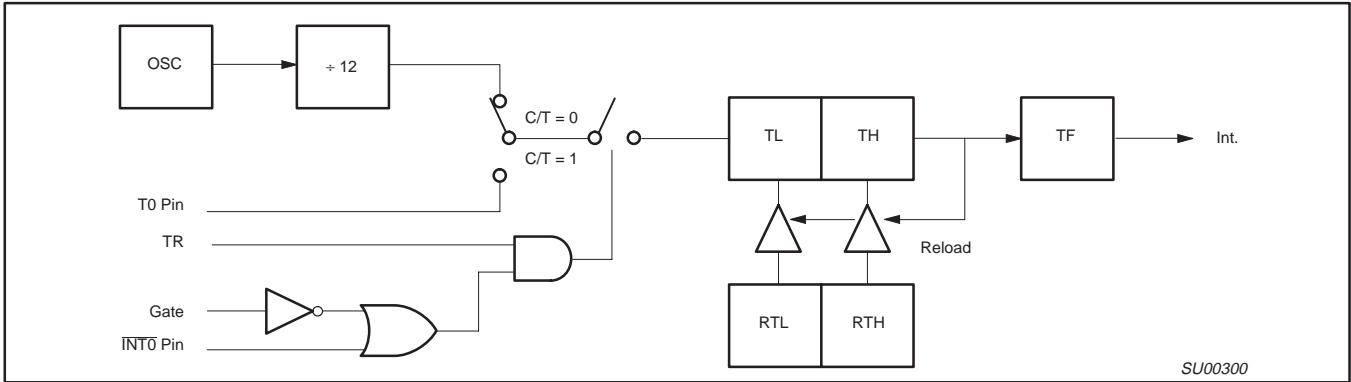 OSC
÷ 12
C/T = 0
C/T = 1
TL
TH
TF
Int.
T0 Pin
TR
Reload
Gate
INT0 Pin
RTL
RTH
SU00300